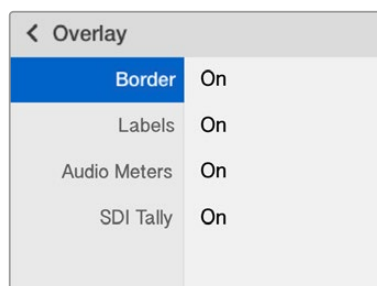 Overlay
Border On
Labels On
Audio Meters On
SDI Tally On